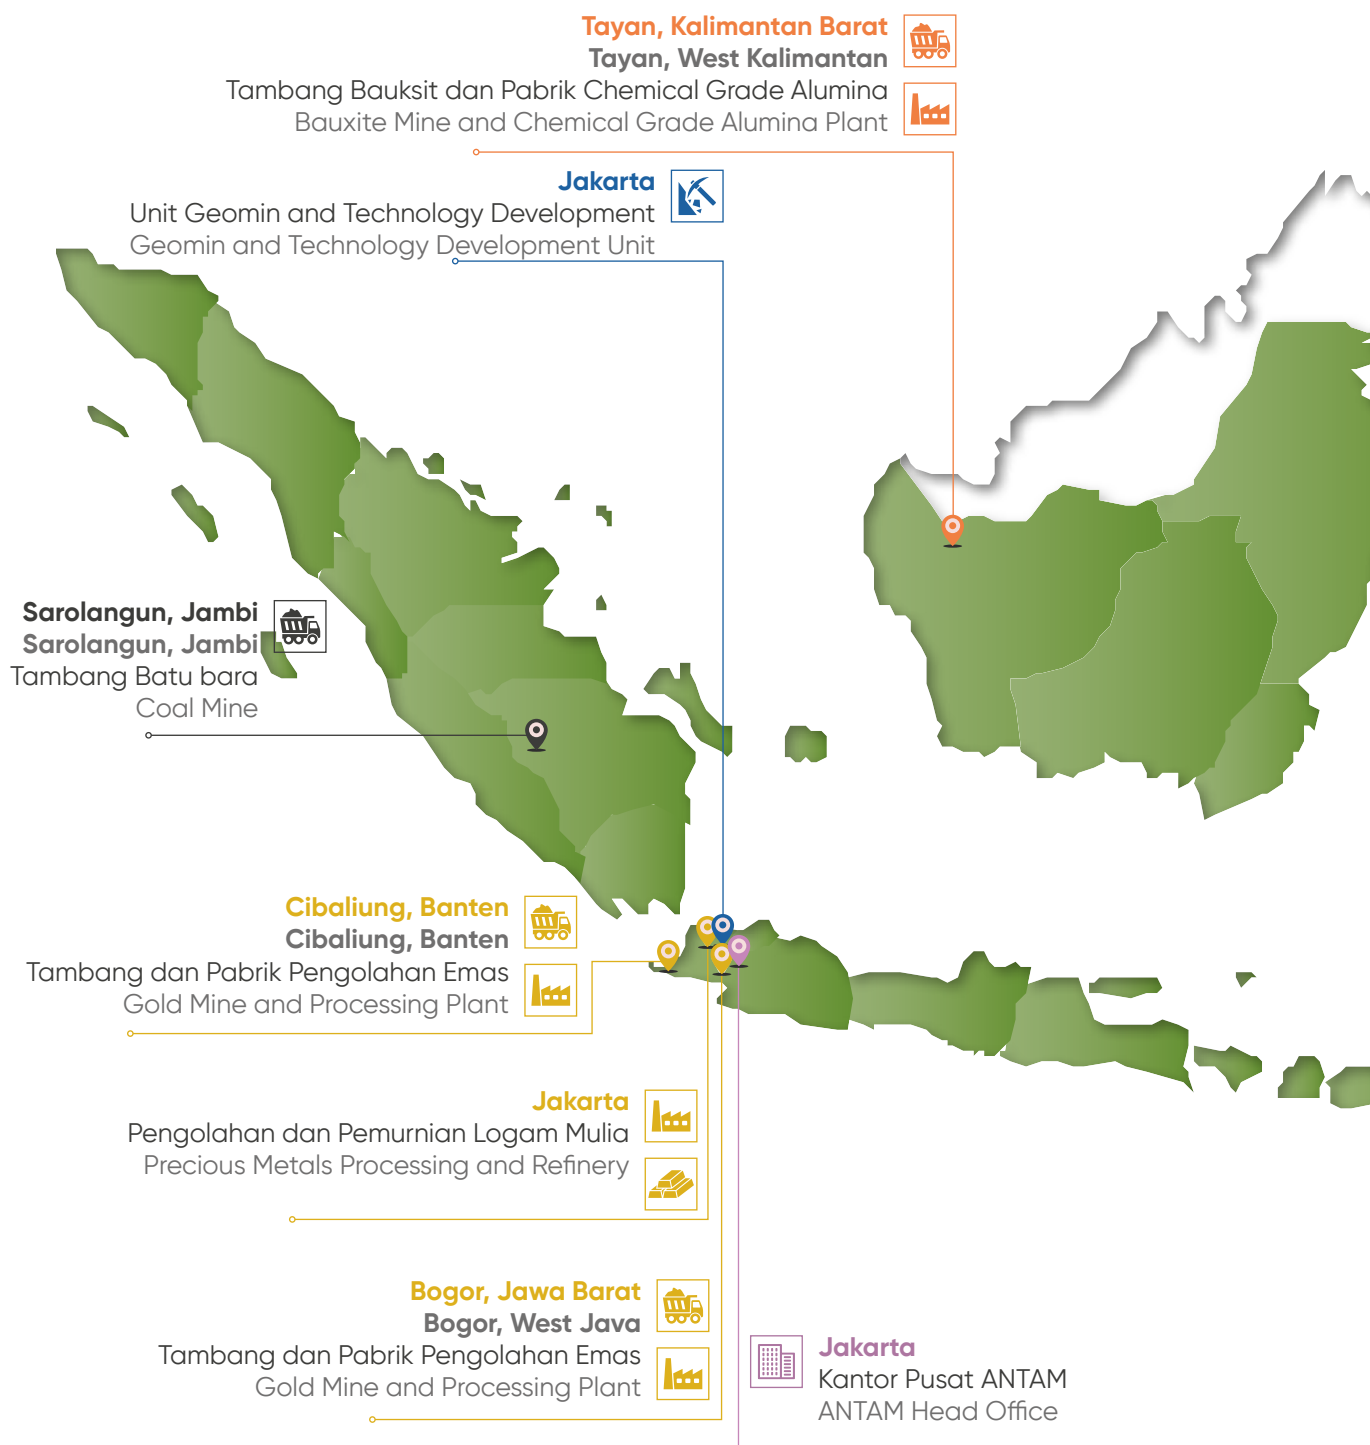 Tayan, Kalimantan Barat
Tayan, West Kalimantan
Tambang Bauksit dan Pabrik Chemical Grade Alumina
Bauxite Mine and Chemical Grade Alumina Plant
Jakarta
Unit Geomin and Technology Development
Geomin and Technology Development Unit
Sarolangun, Jambi
Sarolangun, Jambi
Tambang Batu bara
Coal Mine
Cibaliung, Banten
Cibaliung, Banten
Tambang dan Pabrik Pengolahan Emas
Gold Mine and Processing Plant
Jakarta
Pengolahan dan Pemurnian Logam Mulia
Precious Metals Processing and Refinery
Bogor, Jawa Barat
Bogor, West Java
Tambang dan Pabrik Pengolahan Emas
Gold Mine and Processing Plant
Jakarta
Kantor Pusat ANTAM
ANTAM Head Office